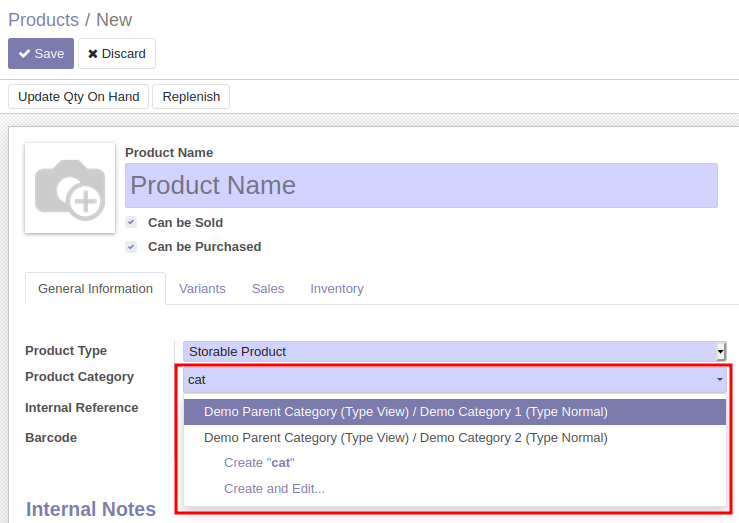 Products / New
Save Discard
Update Qty On Hand Replenish
Product Name
Product Name
Can be Sold
Can be Purchased
General Information Variants Sales Inventory
Product Type Storable Product
Product Category cat
Demo Parent Category (Type View) / Demo Category 1 (Type Normal)
Internal Reference
Demo Parent Category (Type View) / Demo Category 2 (Type Normal)
Barcode
Create "cat"
Create and Edit...
Internal Notes